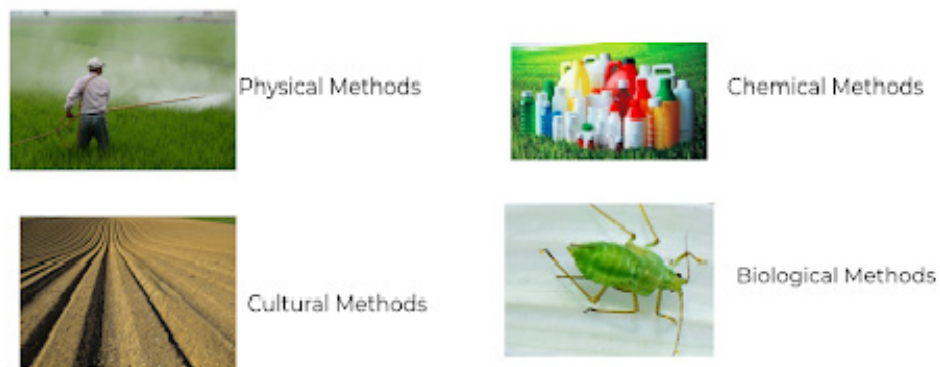 Physical Methods
Chemical Methods
Cultural Methods
Biological Methods